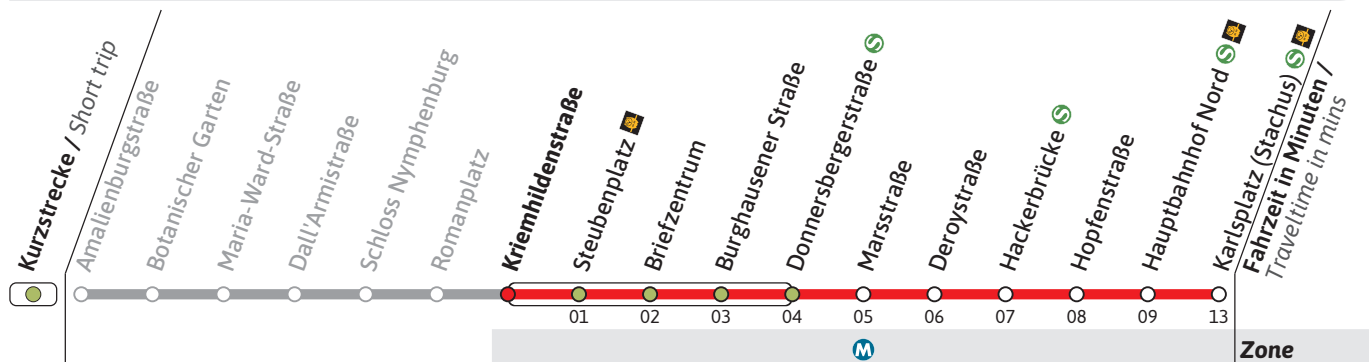 Kurzstrecke / Short trip
Amalienburgstraße
Botanischer Garten
Maria-Ward-Straße
Dall'Armistraße
Schloss Nymphenburg
Romanplatz
Kriemhildenstraße
Steubenplatz
Briefzentrum
Burghausener Straße
Donnersbergerstraße S
Marsstraße
Deroystraße
Hackerbrücke S
Hopfenstraße
Hauptbahnhof Nord S
Karlsplatz (Stachus) S
Fahrzeit in Minuten /
Traveltime in mins
01 02 03 04 05 06 07 08 09 13
M Zone